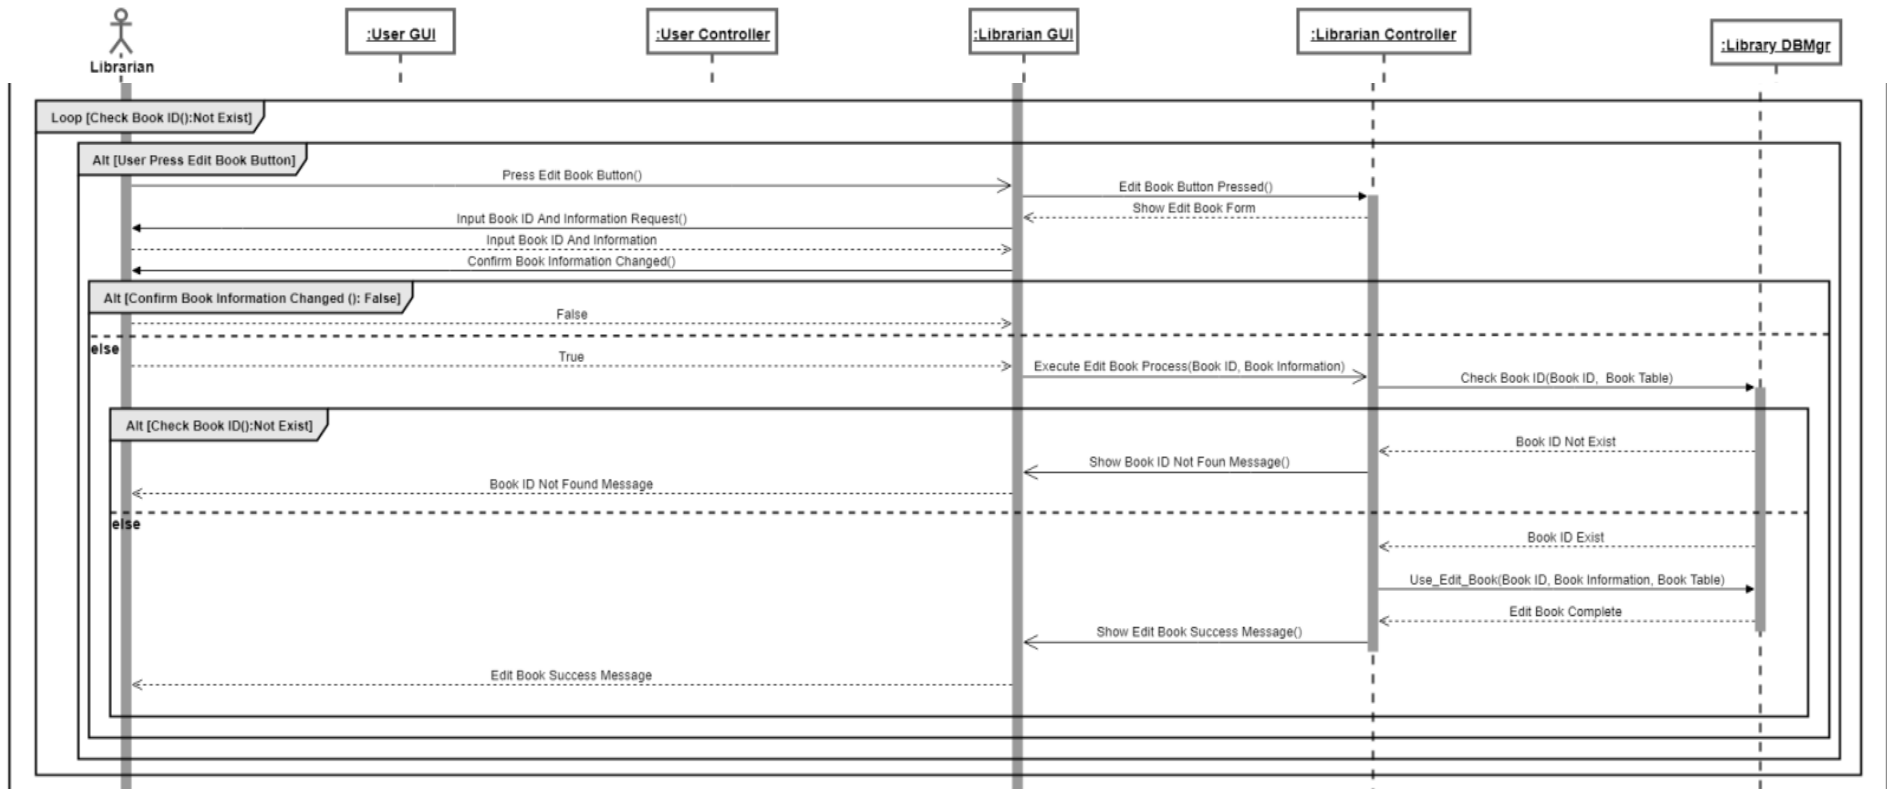 Librarian
:User GUI
:User Controller
:Librarian GUI
:Librarian Controller
:Library DBMgr
Loop [Check Book ID():Not Exist]
Alt [User Press Edit Book Button]
Press Edit Book Button()
Edit Book Button Pressed()
Show Edit Book Form
Input Book ID And Information Request()
Input Book ID And Information
Confirm Book Information Changed()
Alt [Confirm Book Information Changed (): False]
False
else
True
Execute Edit Book Process(Book ID, Book Information)
Check Book ID(Book ID, Book Table)
Alt [Check Book ID():Not Exist]
Book ID Not Exist
Show Book ID Not Foun Message()
Book ID Not Found Message
else
Book ID Exist
Use_Edit_Book(Book ID, Book Information, Book Table)
Edit Book Complete
Show Edit Book Success Message()
Edit Book Success Message